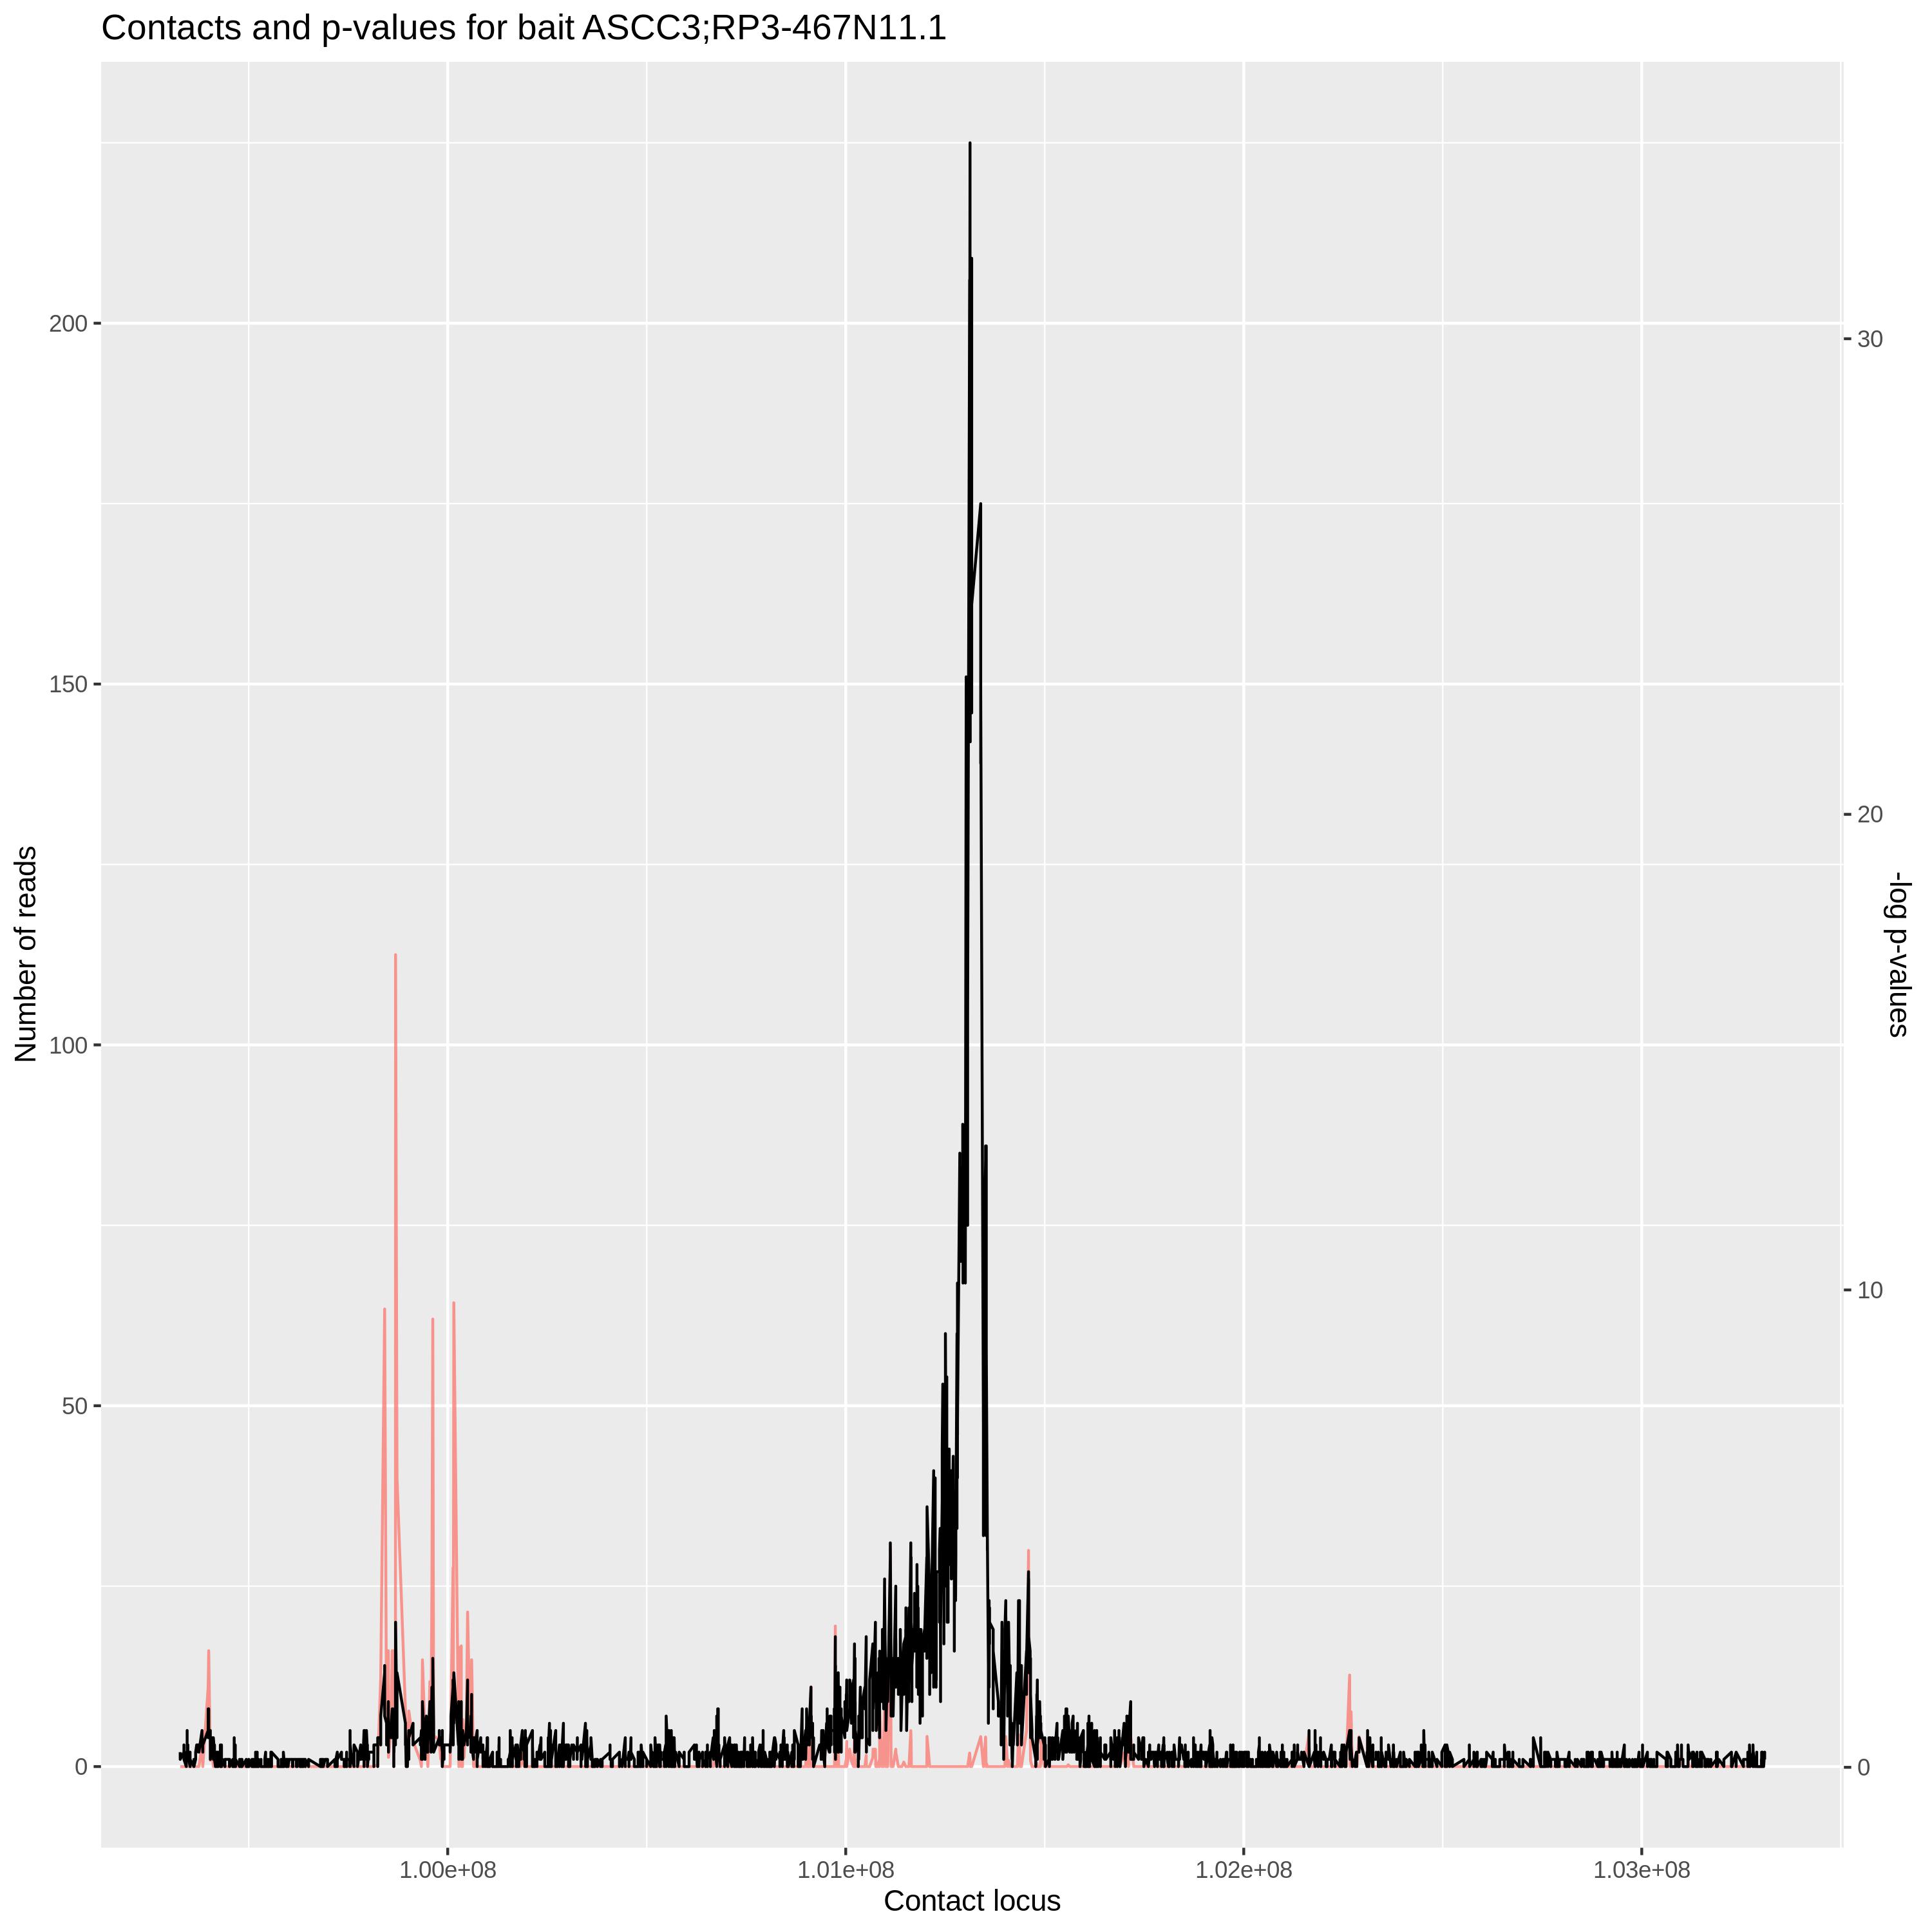 Contacts and p-values for bait ASCC3;RP3-467N11.1
Number of reads
200
150
100
50
0
30
20
10
0
-log p-values
1.00e+08 1.01e+08 1.02e+08 1.03e+08
Contact locus